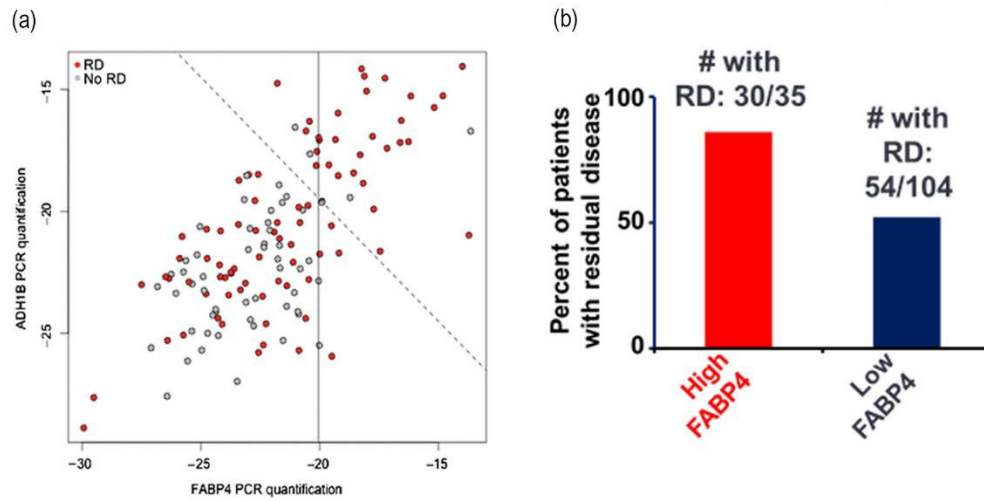 (a)
RD
No RD
−15
−20
−25
ADH1B PCR quantification
−30
−25
−20
−15
FABP4 PCR quantification
(b)
# with
RD: 30/35
# with
RD:
54/104
100
50
0
Percent of patients
with residual disease
High
FABP4
Low
FABP4